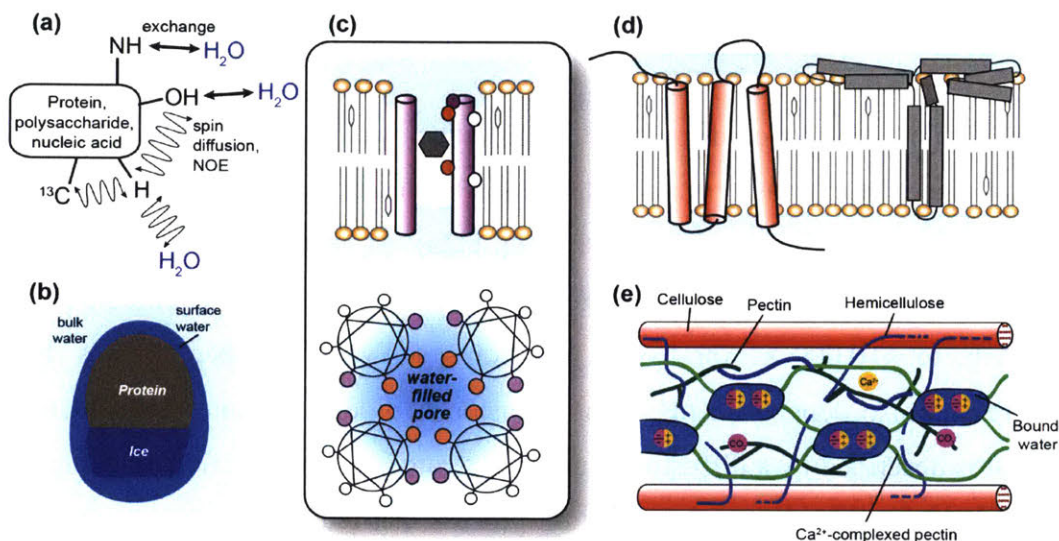 (a)
exchange
NH
H₂O
OH
H₂O
Protein,
polysaccharide,
nucleic acid
spin
diffusion,
NOE
¹³C
H
H₂O
(b)
bulk
water
surface
water
Protein
Ice
(c)
water-
filled
pore
(d)
(e)
Cellulose
Pectin
Hemicellulose
Ca²⁺
Bound
water
Ca²⁺-complexed pectin